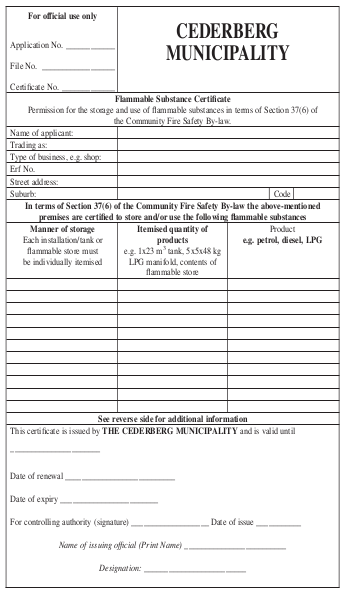 For official use only
CEDERBERG
MUNICIPALITY
Application No. ____________
File No. __________________
Certificate No. _____________
Flammable Substance Certificate
Permission for the storage and use of flammable substances in terms of Section 37(6) of
the Community Fire Safety By-law.
Name of applicant:
Trading as:
Type of business, e.g. shop:
Erf No.
Street address:
Suburb: Code
In terms of Section 37(6) of the Community Fire Safety By-law the above-mentioned
premises are certified to store and/or use the following flammable substances
Manner of storage
Each installation/tank or
flammable store must
be individually itemised
Itemised quantity of
products
e.g. 1x23 m³ tank, 5x5x48 kg
LPG manifold, contents of
flammable store
Product
e.g. petrol, diesel, LPG
See reverse side for additional information
This certificate is issued by THE CEDERBERG MUNICIPALITY and is valid until
______________________
Date of renewal ___________________________
Date of expiry ________________________
For controlling authority (signature) ___________________ Date of issue ___________
Name of issuing official (Print Name) _________________________
Designation: _________________________